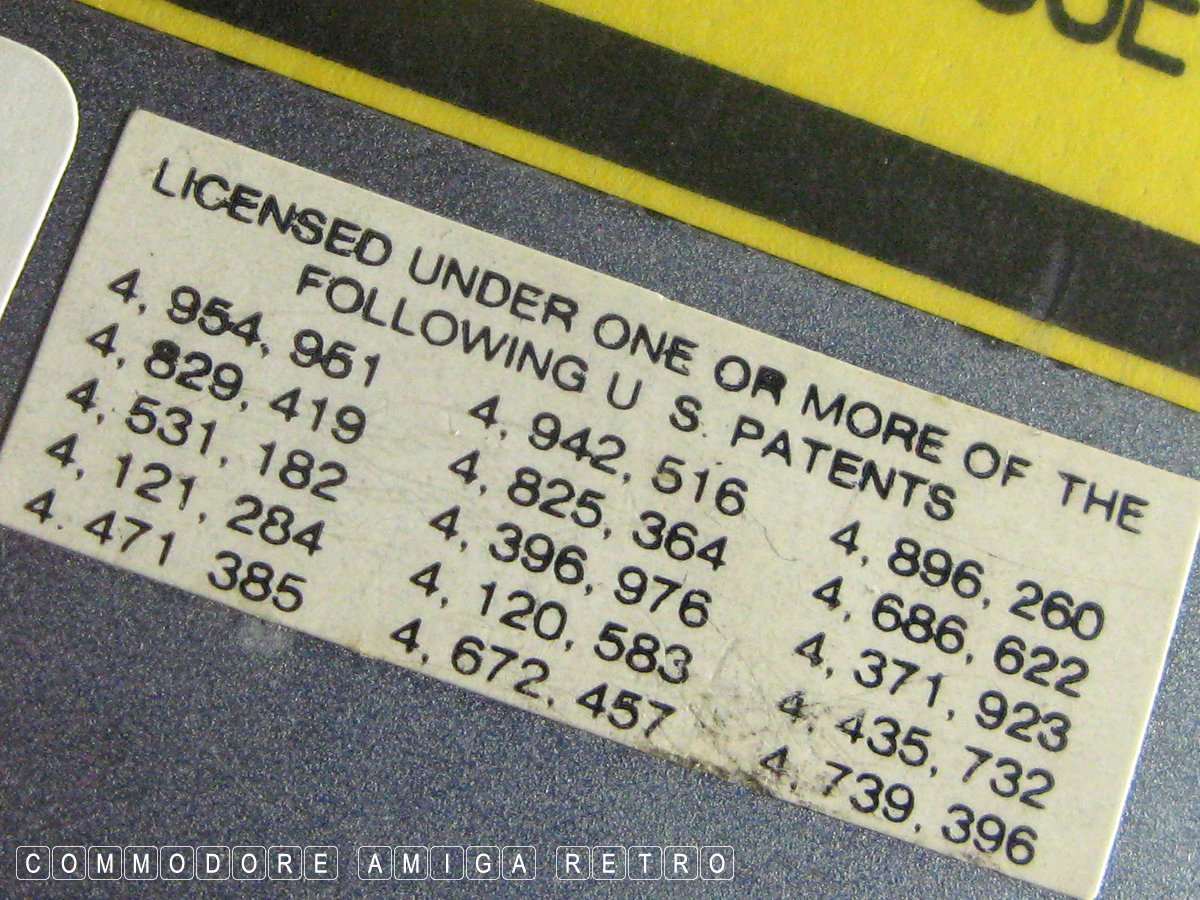 LICENSED UNDER ONE OR MORE OF THE
FOLLOWING U S. PATENTS
4, 954, 951 4, 942, 516 4, 896, 260
4, 829, 419 4, 825, 364 4, 686, 622
4, 531, 182 4, 396, 976 4, 371, 923
4, 121, 284 4, 120, 583 4, 435, 732
4. 471 385 4, 672, 457 4, 739, 396
COMMODORE AMIGA RETRO